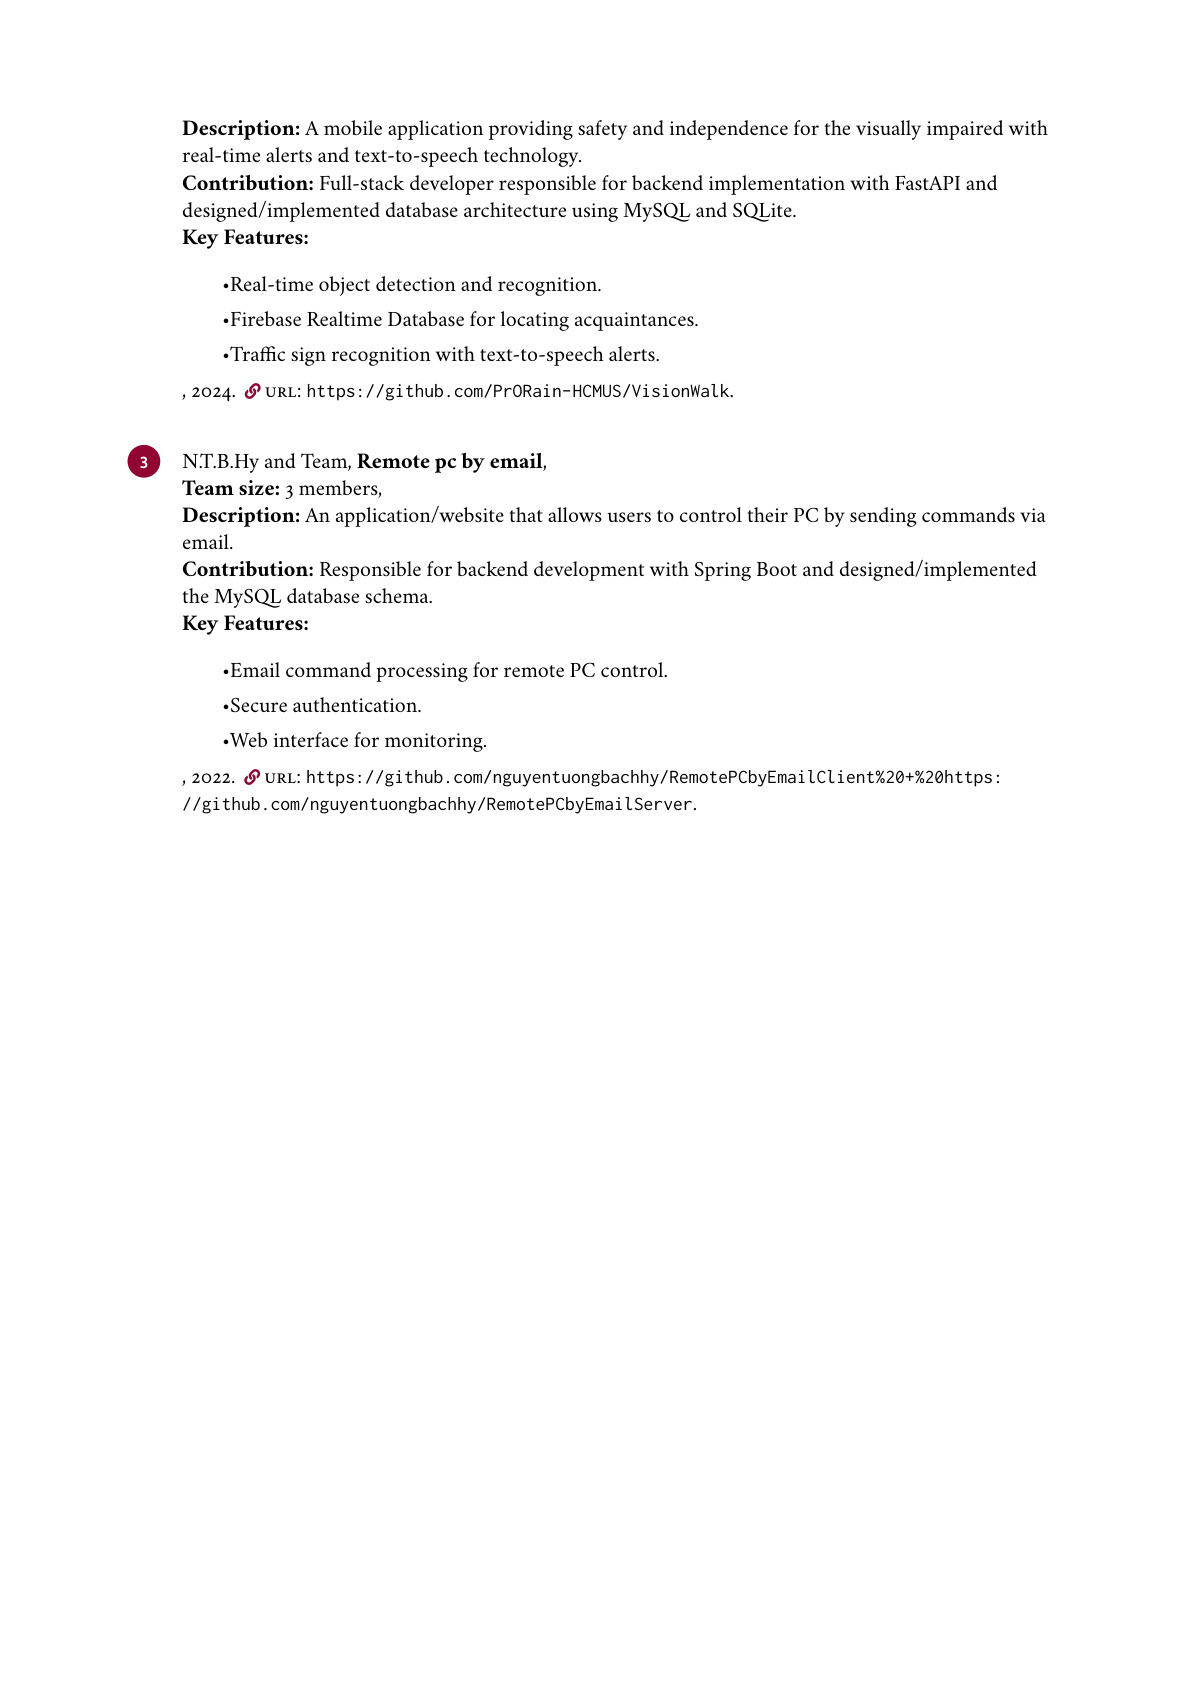 Description: A mobile application providing safety and independence for the visually impaired with
real-time alerts and text-to-speech technology.
Contribution: Full-stack developer responsible for backend implementation with FastAPI and
designed/implemented database architecture using MySQL and SQLite.
Key Features:
•Real-time object detection and recognition.
•Firebase Realtime Database for locating acquaintances.
•Traffic sign recognition with text-to-speech alerts.
, 2024. URL: https://github.com/PrORain-HCMUS/VisionWalk.
3 N.T.B.Hy and Team, Remote pc by email,
Team size: 3 members,
Description: An application/website that allows users to control their PC by sending commands via
email.
Contribution: Responsible for backend development with Spring Boot and designed/implemented
the MySQL database schema.
Key Features:
•Email command processing for remote PC control.
•Secure authentication.
•Web interface for monitoring.
, 2022. URL: https://github.com/nguyentuongbachhy/RemotePCbyEmailClient%20+%20https:
//github.com/nguyentuongbachhy/RemotePCbyEmailServer.